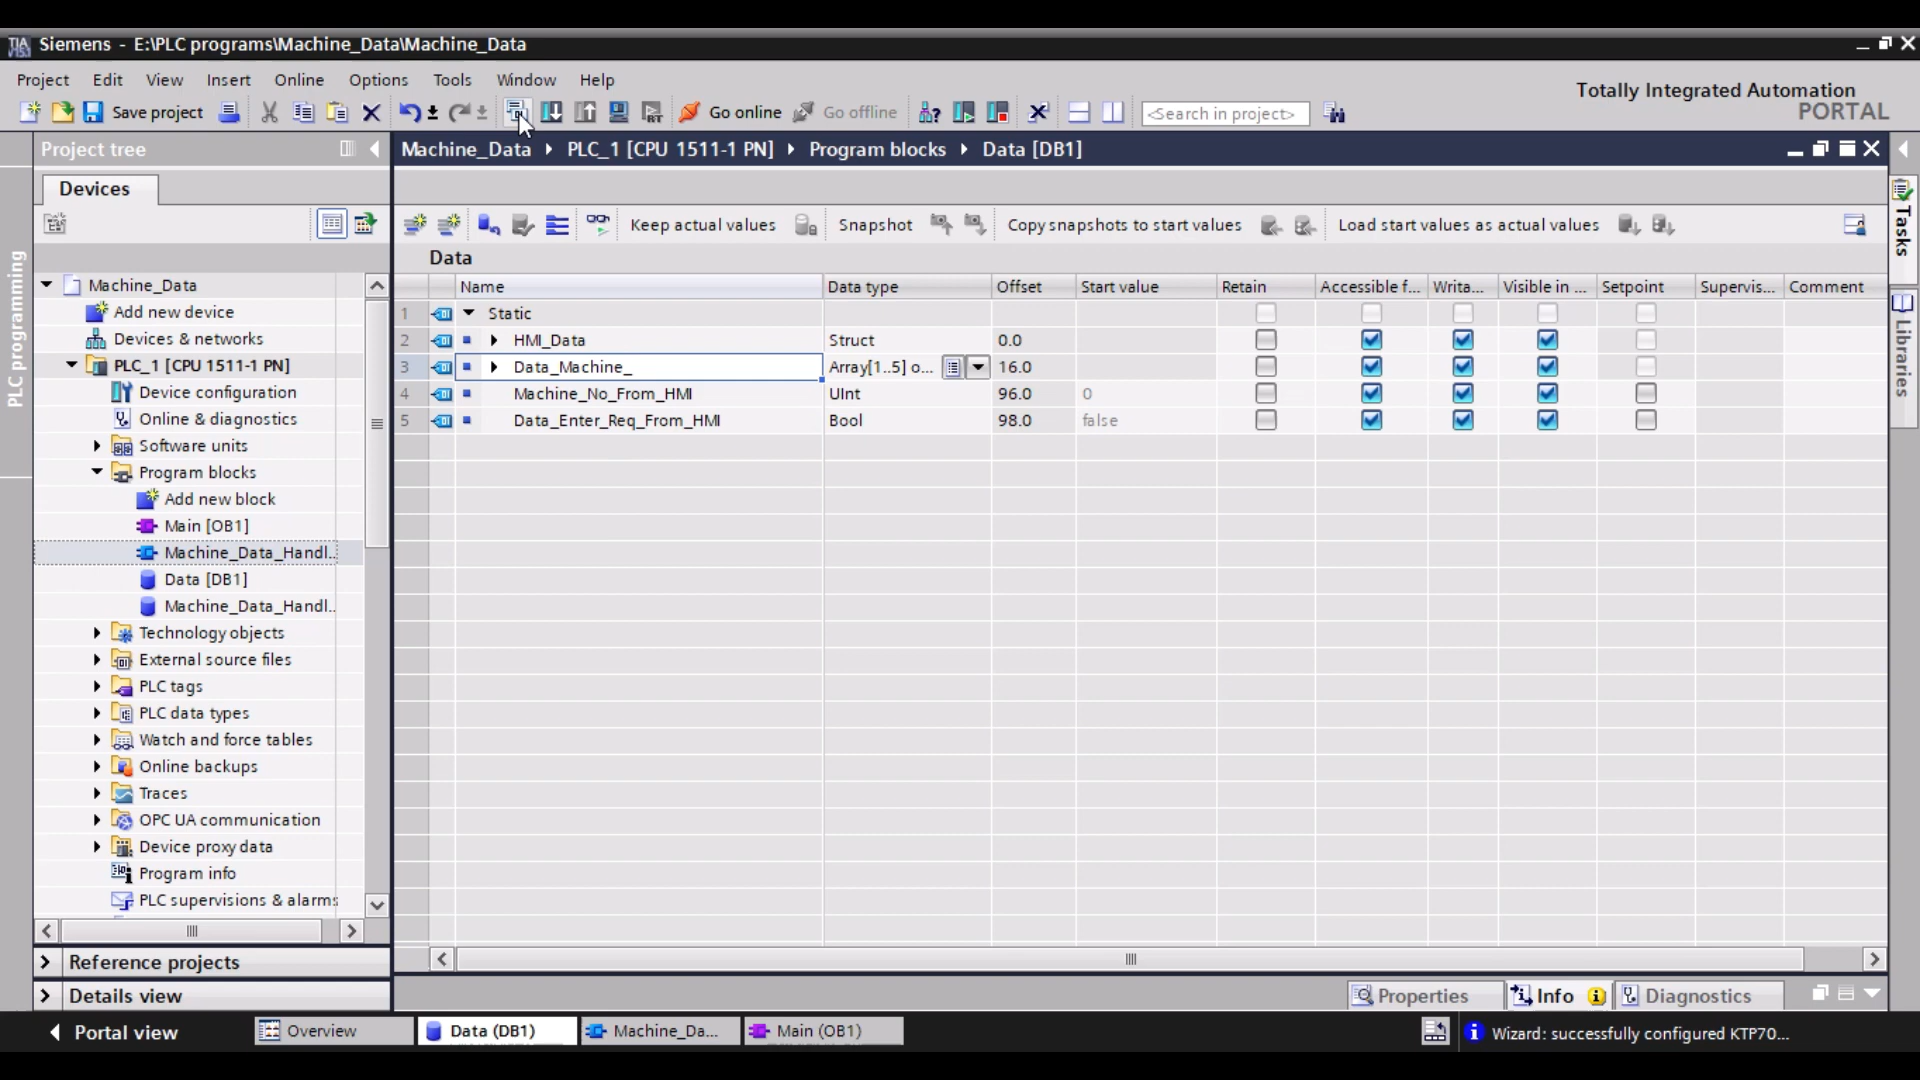 Siemens - E:\PLC programs\Machine_Data\Machine_Data
Project Edit View Insert Online Options Tools Window Help
Totally Integrated Automation
PORTAL
Save project Go online Go offline <Search in project>
Project tree
Machine_Data PLC_1 [CPU 1511-1 PN] Program blocks Data [DB1]
Devices
Keep actual values Snapshot Copy snapshots to start values Load start values as actual values
Data
Name Data type Offset Start value Retain Accessible f... Writa... Visible in ... Setpoint Supervis... Comment
1 Static
2 HMI_Data Struct 0.0
3 Data_Machine_ Array[1..5] o... 16.0
4 Machine_No_From_HMI UInt 96.0 0
5 Data_Enter_Req_From_HMI Bool 98.0 false
Machine_Data
Add new device
Devices & networks
PLC_1 [CPU 1511-1 PN]
Device configuration
Online & diagnostics
Software units
Program blocks
Add new block
Main [OB1]
Machine_Data_Handl..
Data [DB1]
Machine_Data_Handl..
Technology objects
External source files
PLC tags
PLC data types
Watch and force tables
Online backups
Traces
OPC UA communication
Device proxy data
Program info
PLC supervisions & alarms
Reference projects
Details view
PLC programming
Tasks
Libraries
Properties Info Diagnostics
Portal view Overview Data (DB1) Machine_Da... Main (OB1) Wizard: successfully configured KTP70...